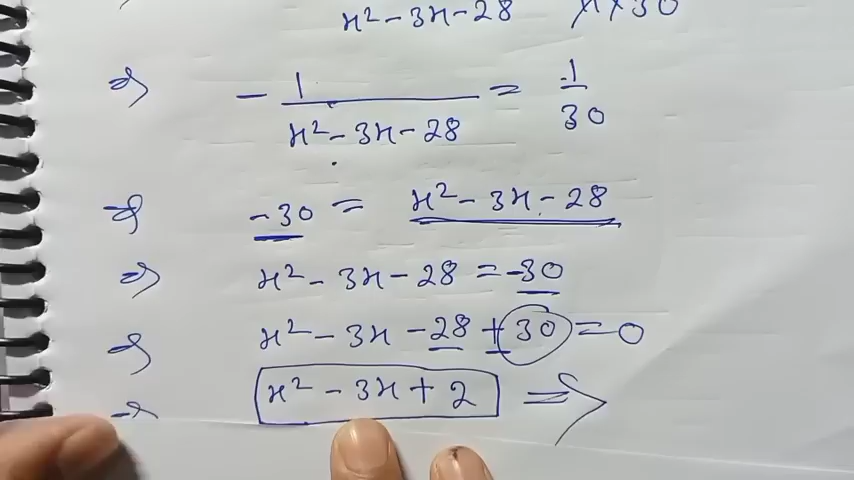 x² - 3x - 28
⇒ - 1/(x² - 3x - 28) = 1/30
⇒ -30 = x² - 3x - 28
⇒ x² - 3x - 28 = -30
⇒ x² - 3x - 28 + 30 = 0
⇒ x² - 3x + 2 ⇒